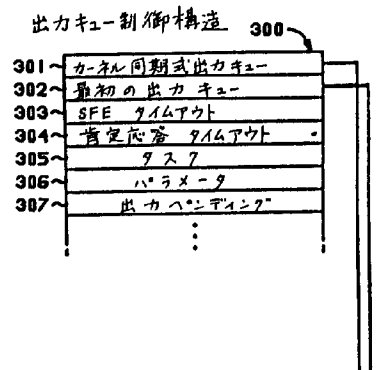 出力キュー制御構造 300
301 カーネル同期式出力キュー
302 最初の出力キュー
303 SFE タイムアウト
304 肯定応答 タイムアウト
305 タスク
306 パラメータ
307 出力ペンディング